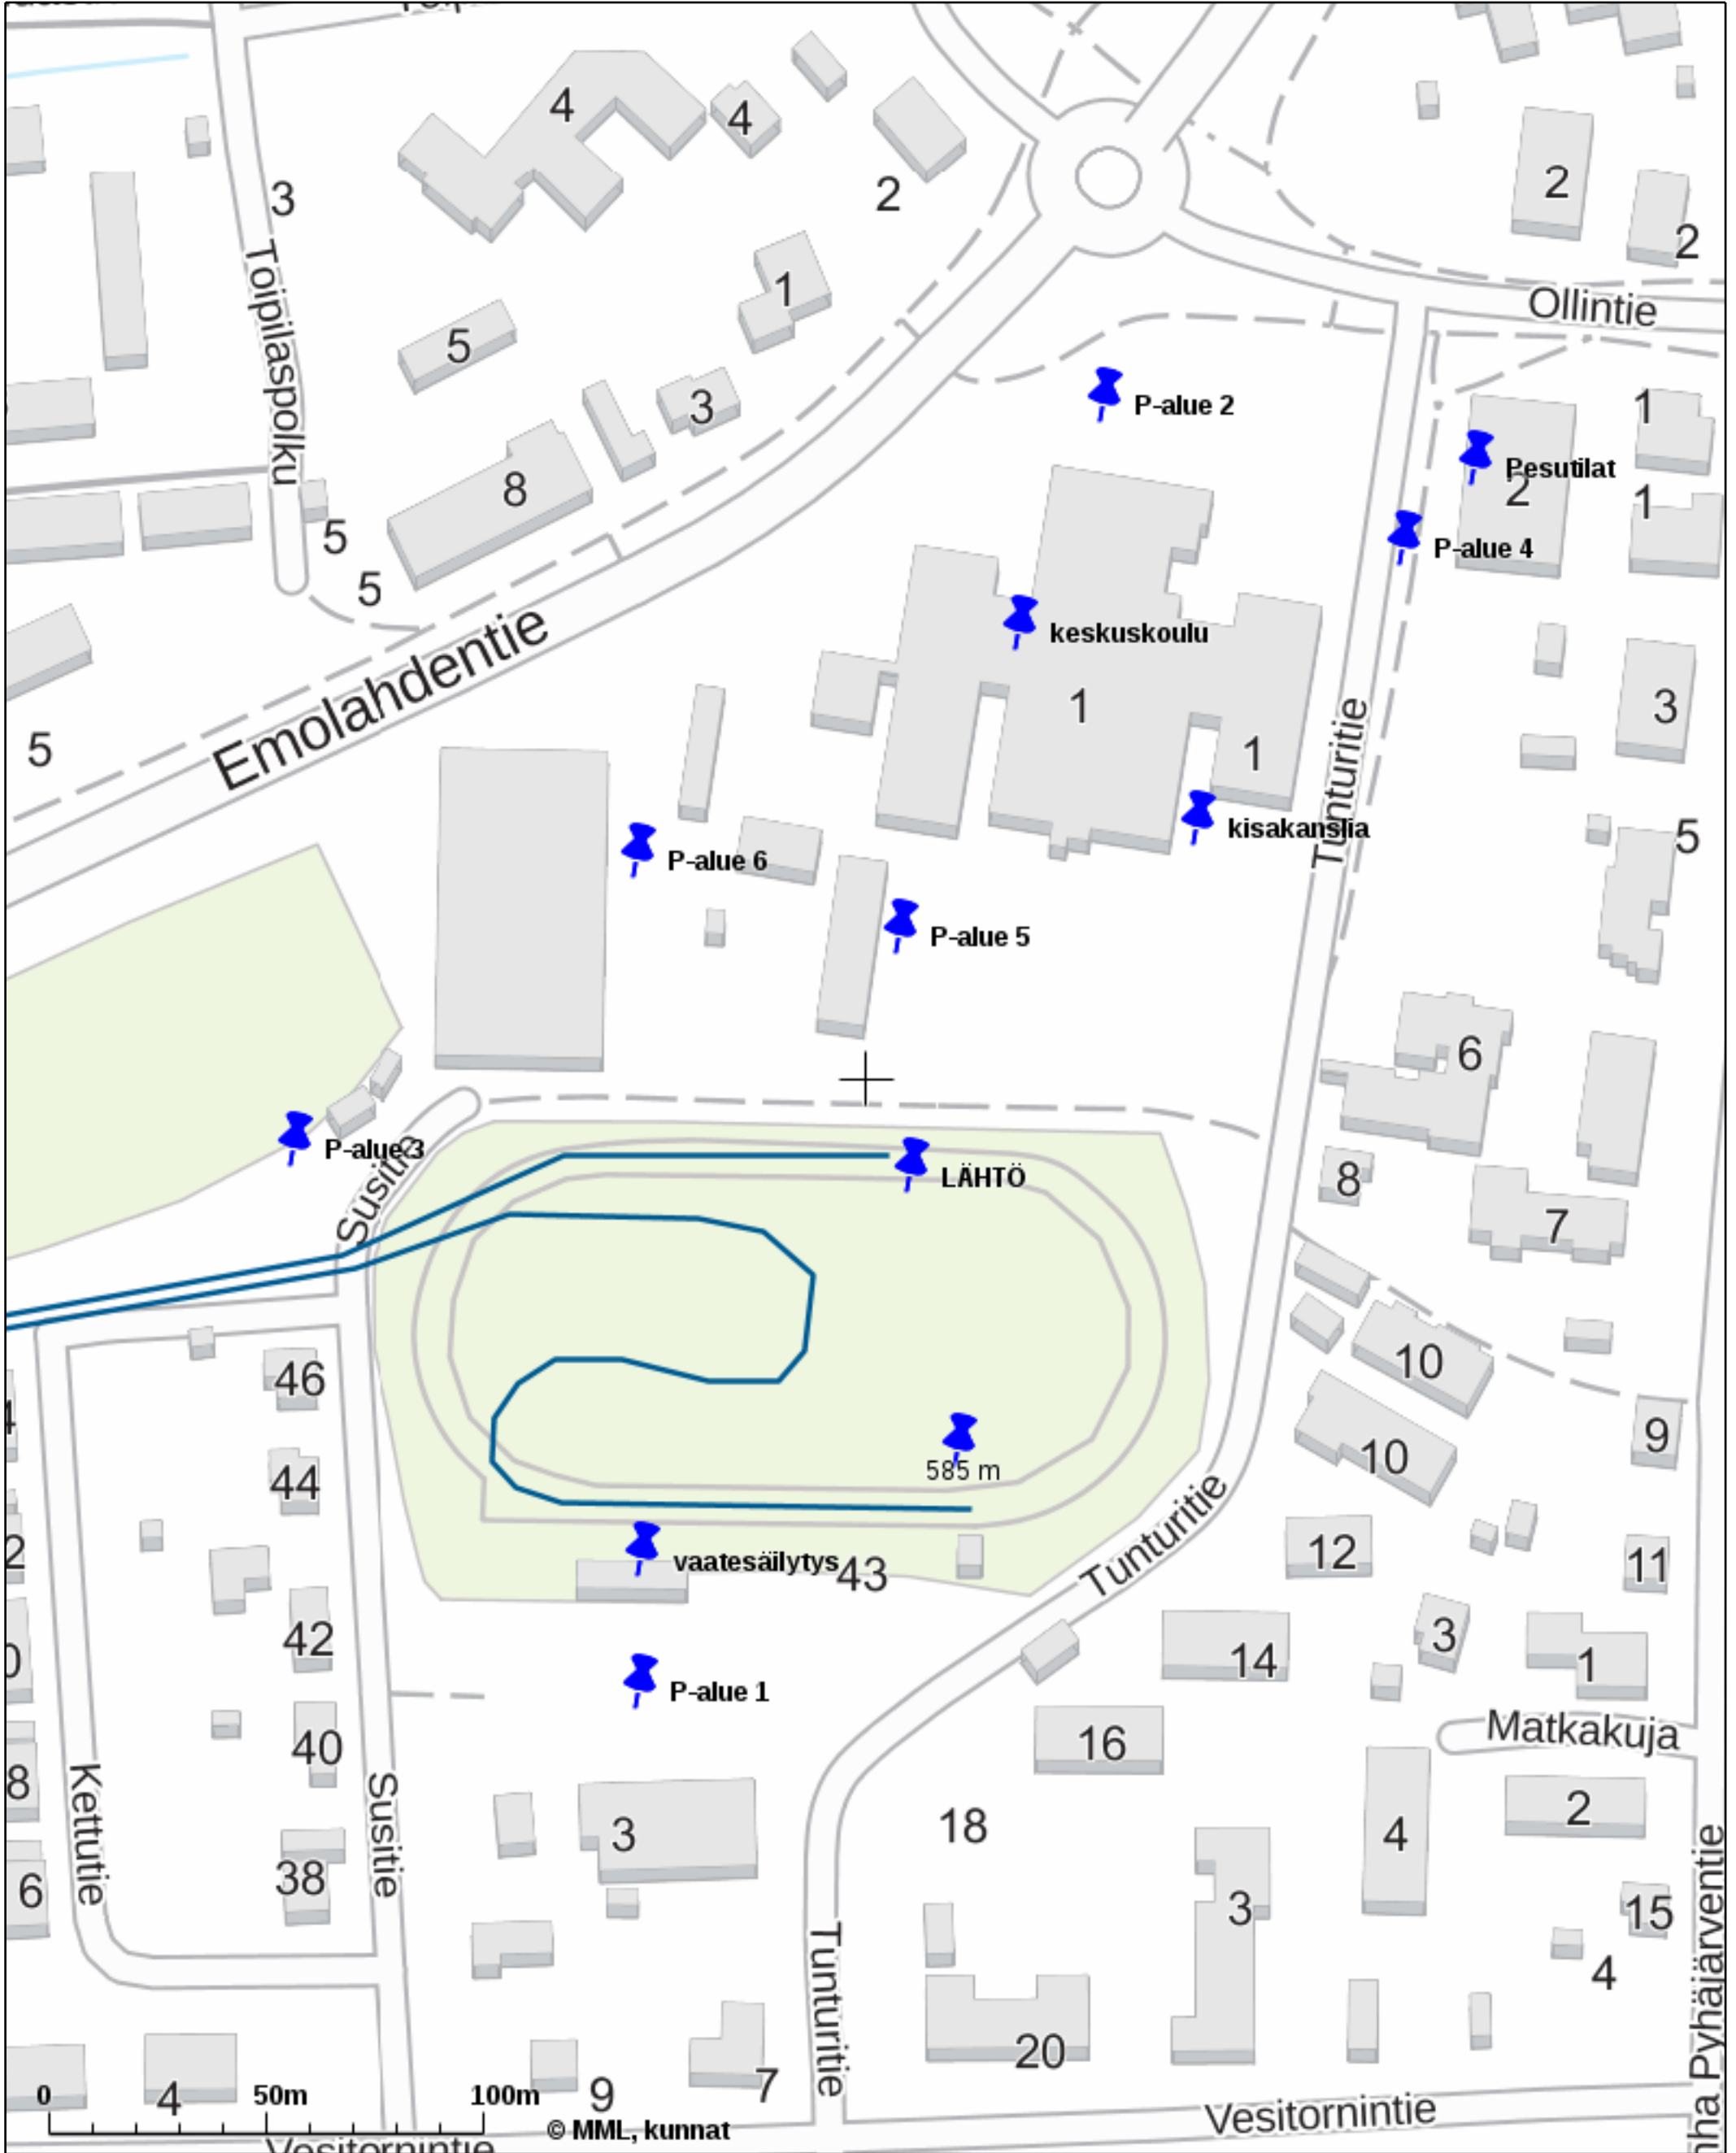 4
4
2
3
Toipilaspolku
1
5
3
8
5
5
2
2
Ollintie
P-alue 2
1
Pesutilat
2
1
P-alue 4
Emolahdentie
5
keskuskoulu
1
1
3
Tunturitie
kisakanslia
5
P-alue 6
P-alue 5
6
P-alue 3
Susitie
LÄHTÖ
8
7
46
10
9
10
44
585 m
Tunturitie
vaatesäilytys
43
12
11
42
3
14
1
P-alue 1
40
16
Matkakuja
8
Kettutie
Susitie
3
18
4
2
38
6
3
15
4
Tunturitie
20
7
9
4
0 50m 100m
© MML, kunnat
Vesitornintie
Vesitornintie
Pyhäjärventie